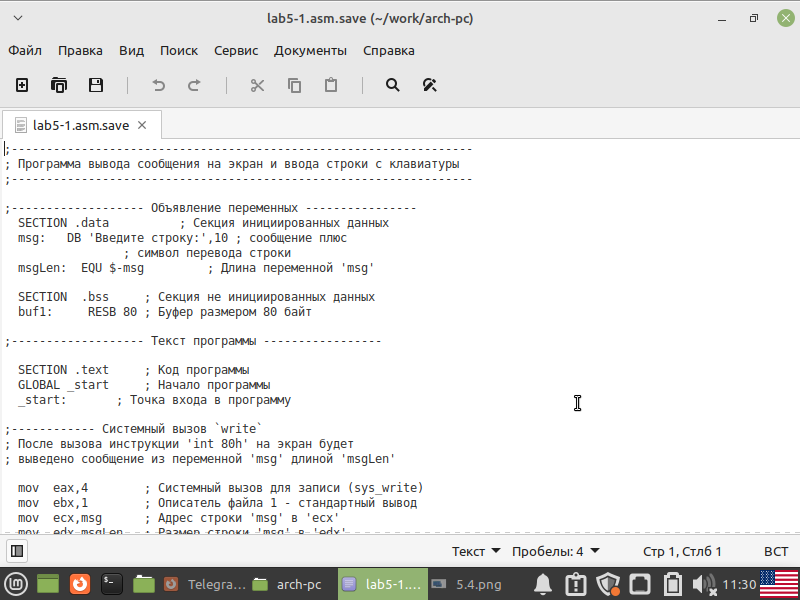 lab5-1.asm.save (~/work/arch-pc)
Файл Правка Вид Поиск Сервис Документы Справка
lab5-1.asm.save
;------------------------------------------------------------------
; Программа вывода сообщения на экран и ввода строки с клавиатуры
;------------------------------------------------------------------
;------------------- Объявление переменных ----------------
SECTION .data ; Секция инициированных данных
msg: DB 'Введите строку:',10 ; сообщение плюс
; символ перевода строки
msgLen: EQU $-msg ; Длина переменной 'msg'
SECTION .bss ; Секция не инициированных данных
buf1: RESB 80 ; Буфер размером 80 байт
;------------------- Текст программы -----------------
SECTION .text ; Код программы
GLOBAL _start ; Начало программы
_start: ; Точка входа в программу
;------------ Системный вызов `write`
; После вызова инструкции 'int 80h' на экран будет
; выведено сообщение из переменной 'msg' длиной 'msgLen'
mov eax,4 ; Системный вызов для записи (sys_write)
mov ebx,1 ; Описатель файла 1 - стандартный вывод
mov ecx,msg ; Адрес строки 'msg' в 'ecx'
mov edx,msgLen ; Размер строки 'msg' в 'edx'
Текст Пробелы: 4 Стр 1, Стлб 1 ВСТ
Telegra... arch-pc lab5-1.... 5.4.png 11:30